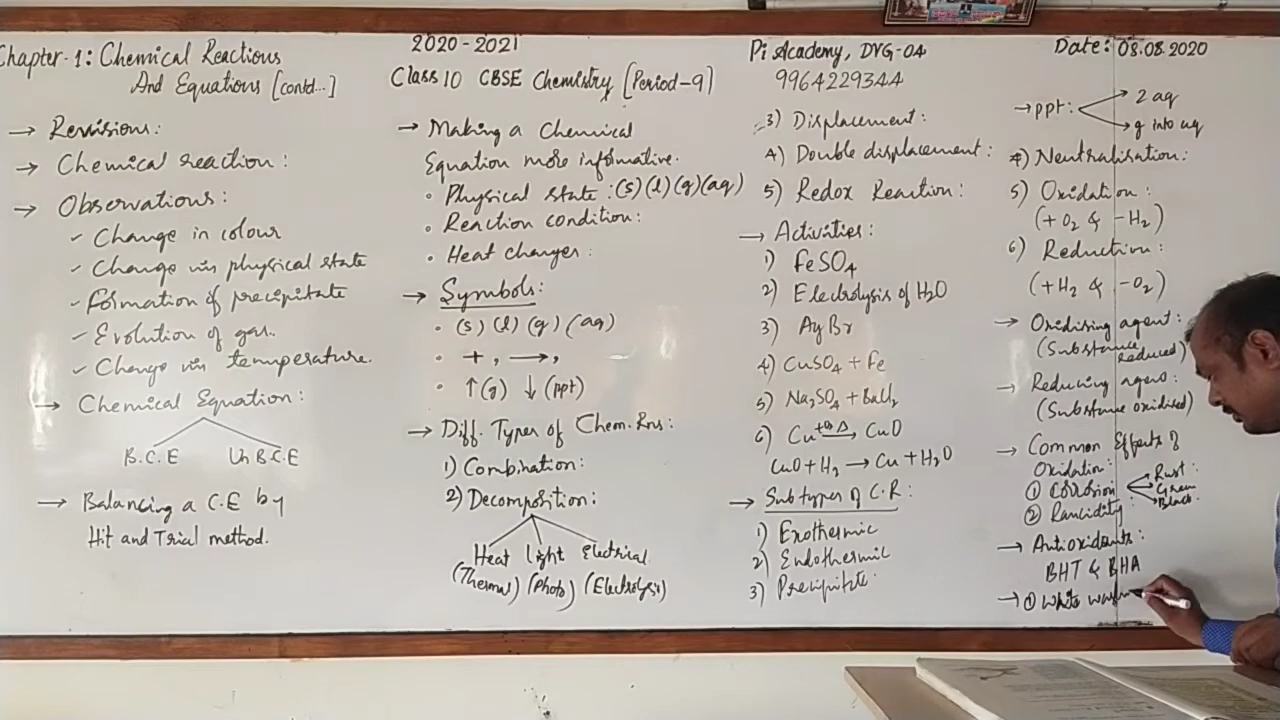 Chapter-1: Chemical Reactions
And Equations [contd...]
→ Revision:
→ Chemical reaction:
→ Observations:
✓ Change in colour
✓ Change in physical state
✓ Formation of precipitate
✓ Evolution of gas.
✓ Change in temperature.
→ Chemical Equation:
B.C.E Un B.C.E
→ Balancing a C.E by
Hit and Trial method.
2020-2021
Class 10 CBSE Chemistry [Period-9]
→ Making a Chemical
Equation more informative.
• Physical state: (s) (l) (g) (aq)
• Reaction condition:
• Heat changes:
→ Symbols:
• (s) (l) (g) (aq)
• +, →,
• ↑(g) ↓(ppt)
→ Diff. Types of Chem. Rns:
1) Combination:
2) Decomposition:
Heat light Electrical
(Thermal) (Photo) (Electrolysis)
Pi Academy, DVG-04
9964229344
3) Displacement:
4) Double displacement:
5) Redox Reaction:
→ Activities:
1) FeSO4
2) Electrolysis of H2O
3) AgBr
4) CuSO4 + Fe
5) Na2SO4 + BaCl2
6) Cu +O2 Δ → CuO
CuO + H2 → Cu + H2O
→ Subtypes of C.R:
1) Exothermic
2) Endothermic
3) Precipitate.
Date: 08.08.2020
→ ppt: 2 aq
g into aq
4) Neutralisation:
5) Oxidation:
(+O2 & -H2)
6) Reduction:
(+H2 & -O2)
→ Oxidising agent:
(Substance reduced)
→ Reducing agent:
(Substance oxidised)
→ Common Effects of
Oxidation:
① Corrosion Rust:
Green
Black.
② Rancidity:
→ Antioxidants:
BHT & BHA
→ ① White